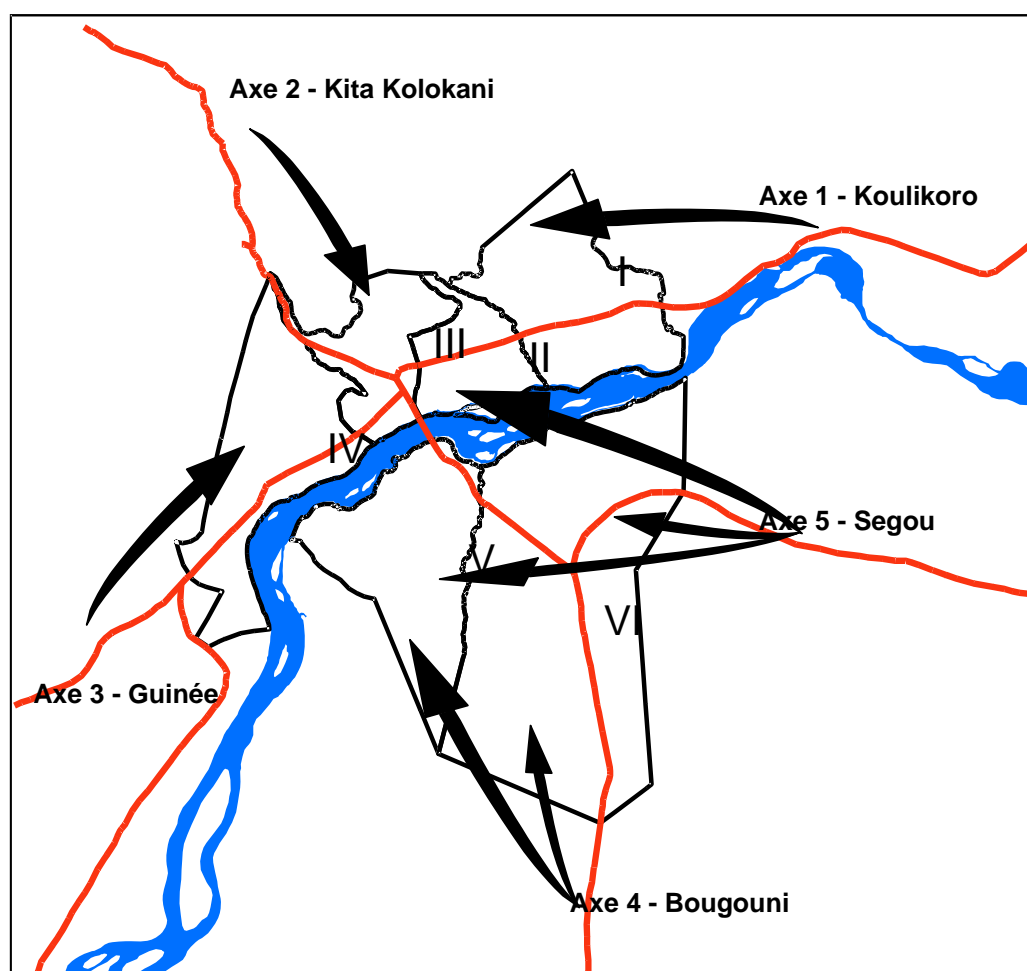 Axe 2 - Kita Kolokani
Axe 1 - Koulikoro
I
III
II
IV
Axe 5 - Segou
V
VI
Axe 3 - Guinée
Axe 4 - Bougouni